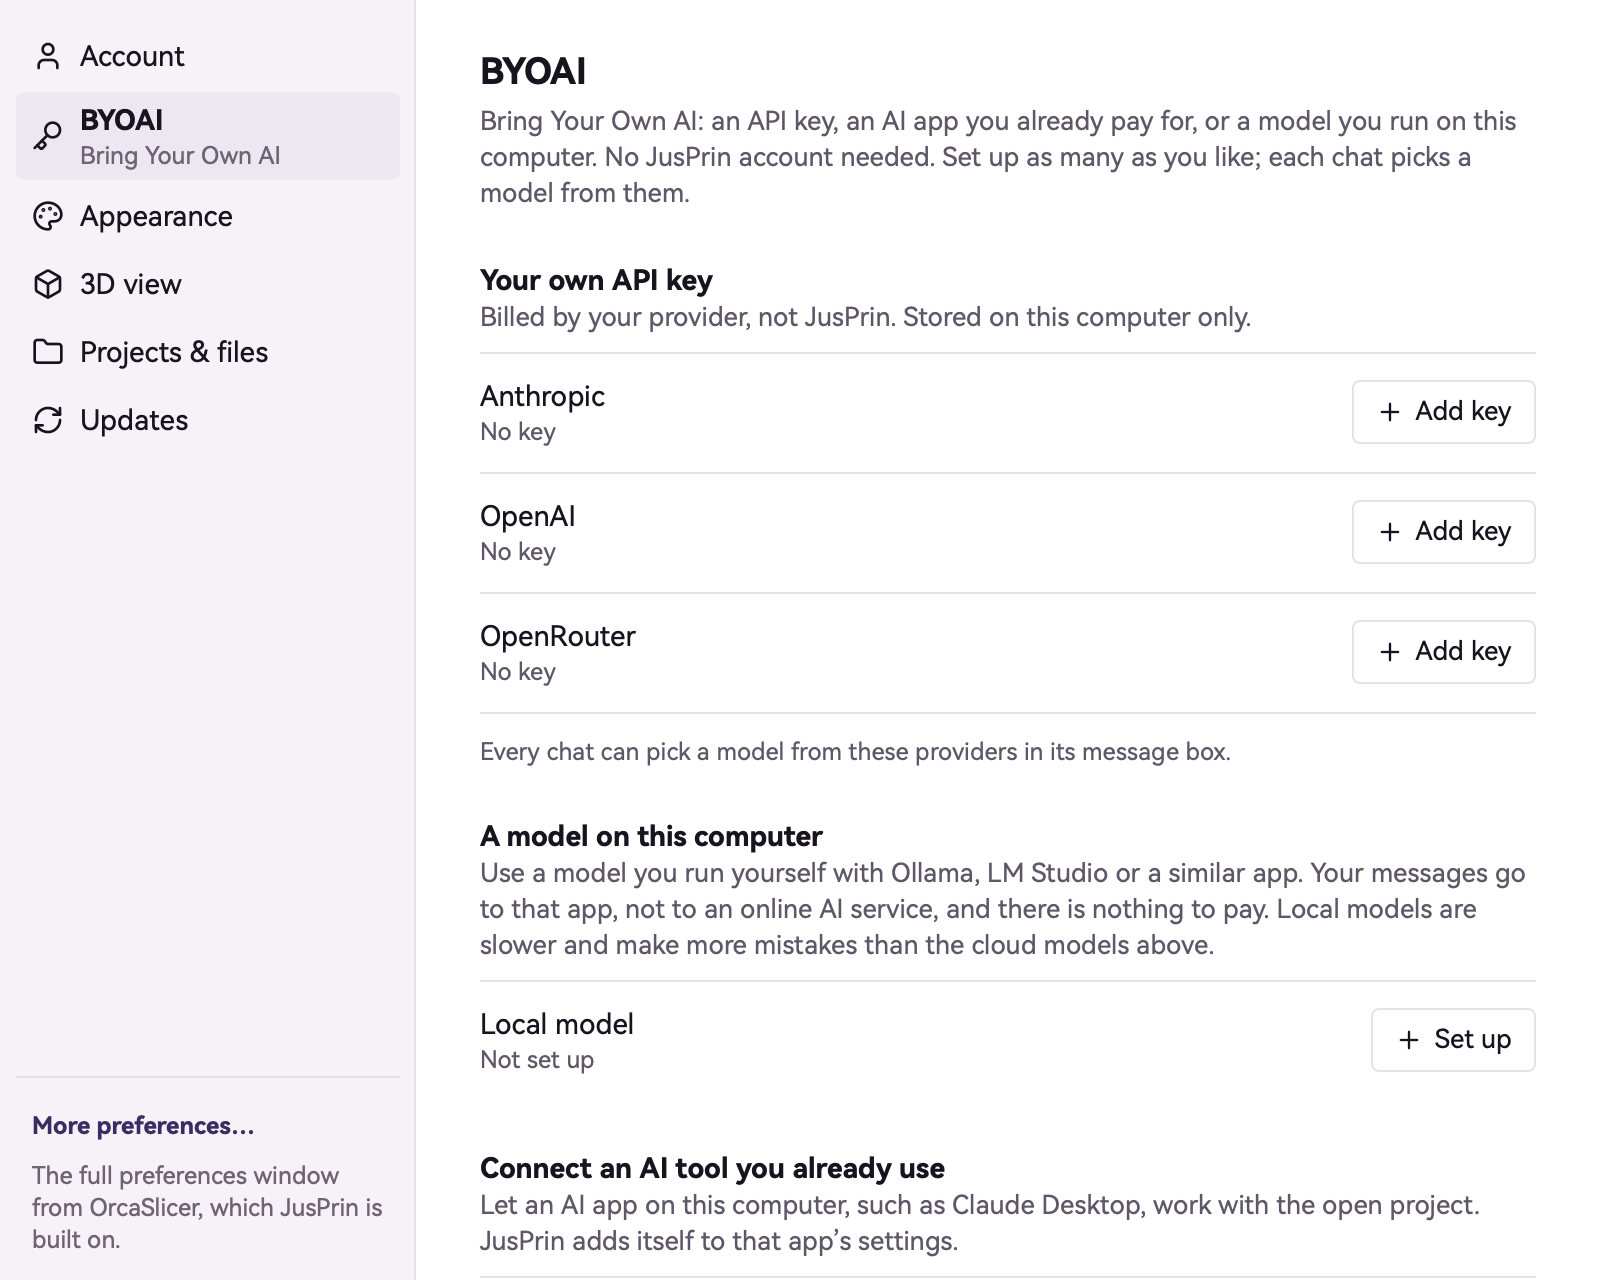 Account
BYOAI
Bring Your Own AI
Appearance
3D view
Projects & files
Updates
More preferences...
The full preferences window
from OrcaSlicer, which JusPrin is
built on.
BYOAI
Bring Your Own AI: an API key, an AI app you already pay for, or a model you run on this
computer. No JusPrin account needed. Set up as many as you like; each chat picks a
model from them.
Your own API key
Billed by your provider, not JusPrin. Stored on this computer only.
Anthropic
No key
+ Add key
OpenAI
No key
+ Add key
OpenRouter
No key
+ Add key
Every chat can pick a model from these providers in its message box.
A model on this computer
Use a model you run yourself with Ollama, LM Studio or a similar app. Your messages go
to that app, not to an online AI service, and there is nothing to pay. Local models are
slower and make more mistakes than the cloud models above.
Local model
Not set up
+ Set up
Connect an AI tool you already use
Let an AI app on this computer, such as Claude Desktop, work with the open project.
JusPrin adds itself to that app’s settings.